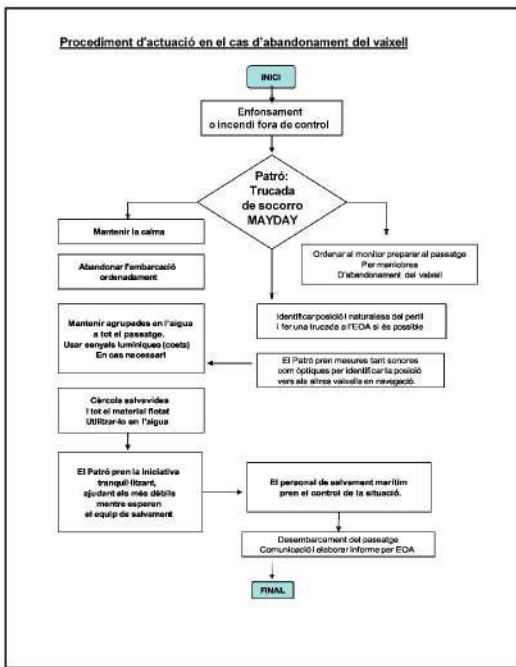 Procediment d'actuació en el cas d'abandonament del vaixell
INICI
Enfonsament
o incendi fora de control
Patró:
Trucada
de socorro
MAYDAY
Mantenir la calma
Ordenar al monitor preparar al passatge
Per maniobres
D'abandonament del vaixell
Abandonar l'embarcació
ordenadament
Identificar posició i naturalesa del perill
i fer una trucada a l'EOA si és possible
Mantenir agrupades en l'aigua
a tot el passatge.
Usar senyals lumíniques (coets)
En cas necessari
El Patró pren mesures tant sonores
com òptiques per identificar la posició
vers als altres vaixells en navegació.
Cèrcols salvavides
I tot el material flotat
Utilitzar-lo en l'aigua
El Patró pren la iniciativa
tranquil·litzant,
ajudant els més dèbils
mentre esperen
el equip de salvament
El personal de salvament marítim
pren el control de la situació.
Desembarcament del passatge
Comunicació i elaborar informe per EOA
FINAL